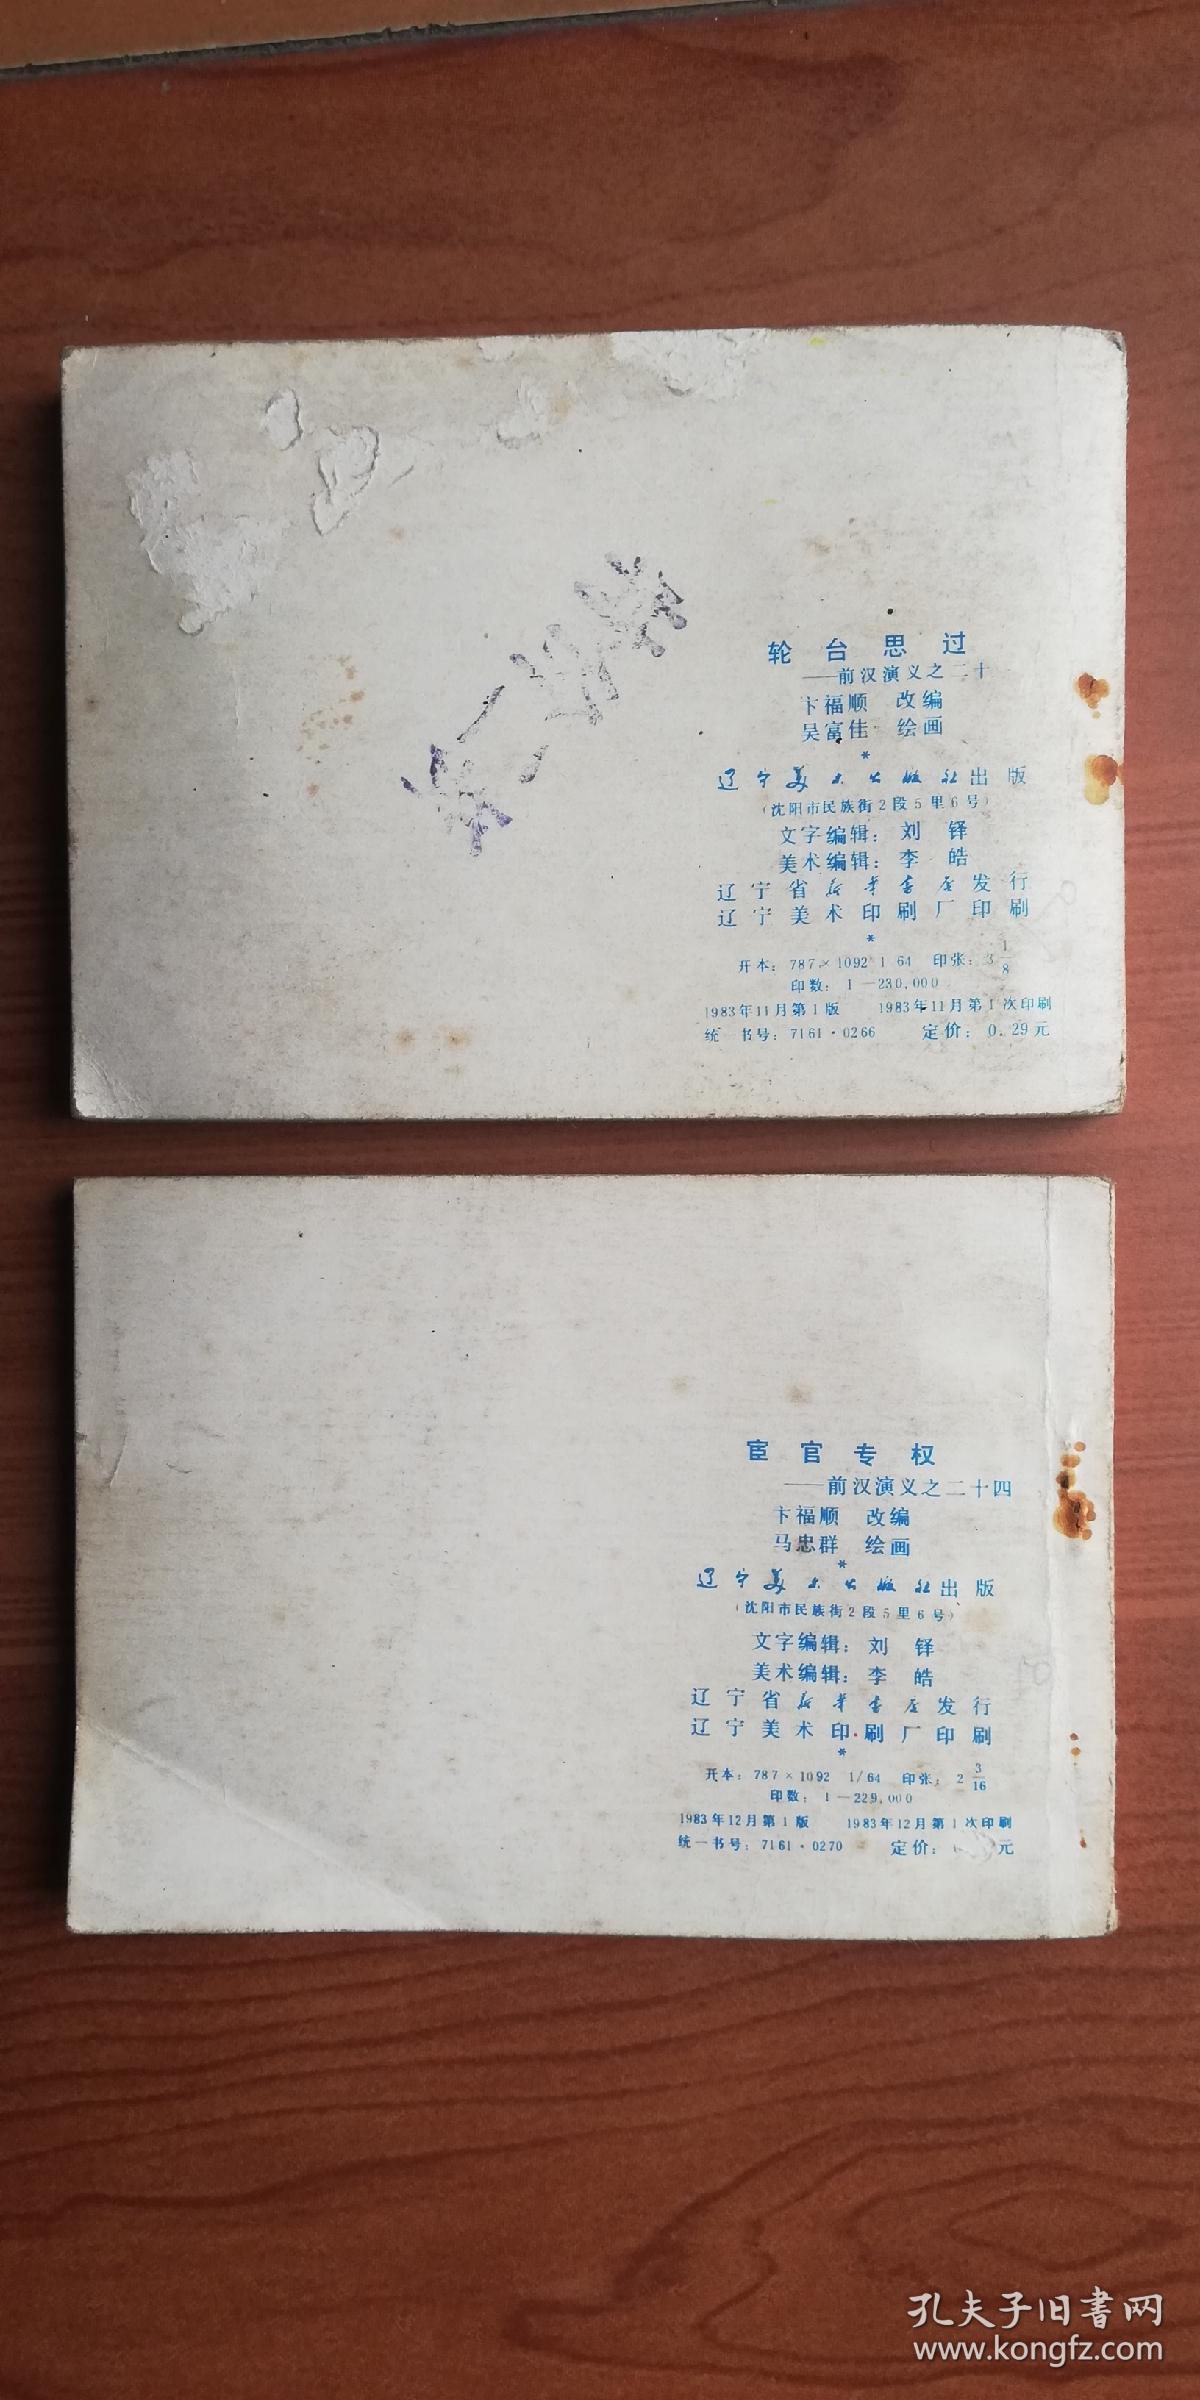 轮台思过
——前汉演义之二十一
卞福顺 改编
吴富佳 绘画
*
辽宁美术出版社出版
(沈阳市民族街2段5里6号)
文字编辑：刘 铎
美术编辑：李 皓
辽宁省新华书店发行
辽宁美术印刷厂印刷
*
开本：787×1092 1 64 印张：3 1/8
印数：1—230,000
1983年11月第1版 1983年11月第1次印刷
统一书号：7161·0266 定价：0.29元
宦官专权
——前汉演义之二十四
卞福顺 改编
马忠群 绘画
*
辽宁美术出版社出版
(沈阳市民族街2段5里6号)
文字编辑：刘 铎
美术编辑：李 皓
辽宁省新华书店发行
辽宁美术印刷厂印刷
*
开本：787×1092 1/64 印张：2 3/16
印数：1—229,000
1983年12月第1版 1983年12月第1次印刷
统一书号：7161·0270 定价： 元
孔夫子旧书网
www.kongfz.com